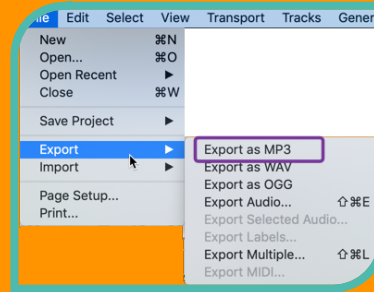 File Edit Select View Transport Tracks Gener
New ⌘N
Open... ⌘O
Open Recent ▶
Close ⌘W
Save Project ▶
Export ▶
Import ▶
Page Setup...
Print...
Export as MP3
Export as WAV
Export as OGG
Export Audio... ⇧⌘E
Export Selected Audio...
Export Labels...
Export Multiple... ⇧⌘L
Export MIDI...